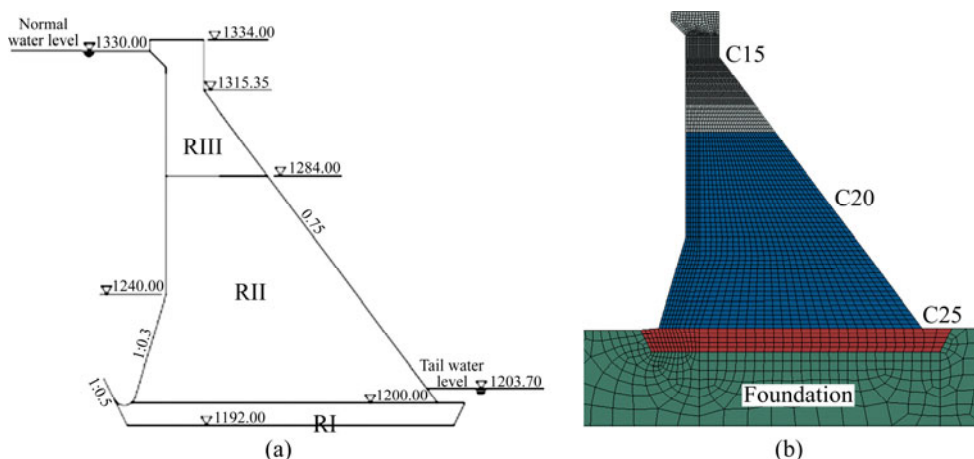 Normal
water level
1330.00
1334.00
1315.35
RIII
1284.00
0.75
1240.00
RII
1:0.3
Tail water
level
1203.70
1:0.5
1200.00
1192.00
RI
(a)
C15
C20
C25
Foundation
(b)